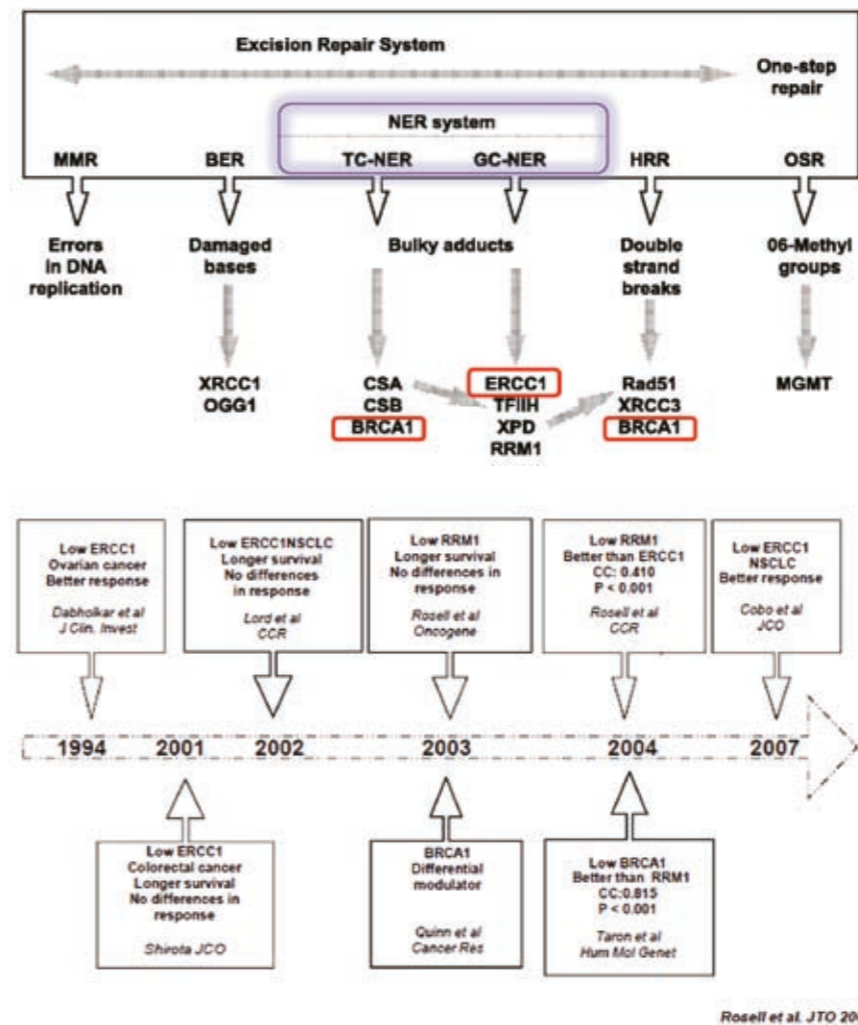 Excision Repair System
One-step
repair
NER system
MMR
BER
TC-NER
GC-NER
HRR
OSR
Errors
in DNA
replication
Damaged
bases
Bulky adducts
Double
strand
breaks
06-Methyl
groups
XRCC1
OGG1
CSA
CSB
BRCA1
ERCC1
TFIIH
XPD
RRM1
Rad51
XRCC3
BRCA1
MGMT
Low ERCC1
Ovarian cancer
Better response
Dabholkar et al
J Clin. Invest
Low ERCC1NSCLC
Longer survival
No differences
in response
Lord et al
CCR
Low RRM1
Longer survival
No differences in
response
Rosell et al
Oncogene
Low RRM1
Better than ERCC1
CC: 0.410
P < 0.001
Rosell et al
CCR
Low ERCC1
NSCLC
Better response
Cobo et al
JCO
1994
2001
2002
2003
2004
2007
Low ERCC1
Colorectal cancer
Longer survival
No differences in
response
Shirota JCO
BRCA1
Differential
modulator
Quinn et al
Cancer Res
Low BRCA1
Better than RRM1
CC:0.815
P < 0.001
Taron et al
Hum Mol Genet
Rosell et al. JTO 200